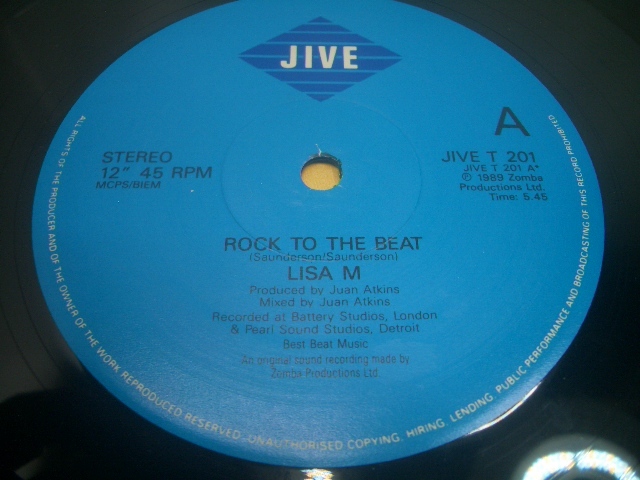 JIVE
A
STEREO
12" 45 RPM
MCPS/BIEM
JIVE T 201
JIVE T 201 A*
℗ 1989 Zomba
Productions Ltd.
Time: 5.45
ROCK TO THE BEAT
(Saunderson/Saunderson)
LISA M
Produced by Juan Atkins
Mixed by Juan Atkins
Recorded at Battery Studios, London
& Pearl Sound Studios, Detroit
Best Beat Music
An original sound recording made by
Zomba Productions Ltd.
ALL RIGHTS OF THE PRODUCER AND OF THE OWNER OF THE WORK REPRODUCED RESERVED. UNAUTHORISED COPYING, HIRING, LENDING, PUBLIC PERFORMANCE AND BROADCASTING OF THIS RECORD PROHIBITED